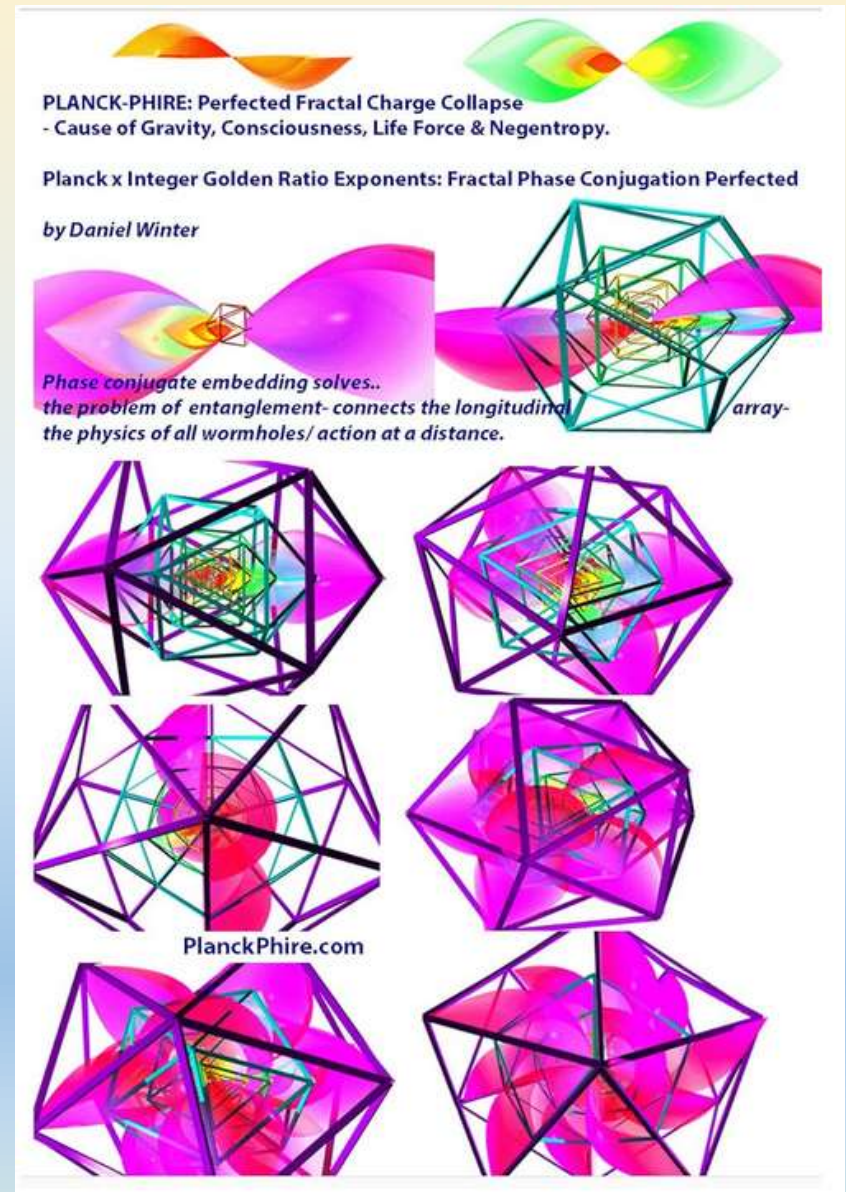 PLANCK-PHIRE: Perfected Fractal Charge Collapse
- Cause of Gravity, Consciousness, Life Force & Negentropy.
Planck x Integer Golden Ratio Exponents: Fractal Phase Conjugation Perfected
by Daniel Winter
Phase conjugate embedding solves..
the problem of entanglement- connects the longitudinal array-
the physics of all wormholes/ action at a distance.
PlanckPhire.com